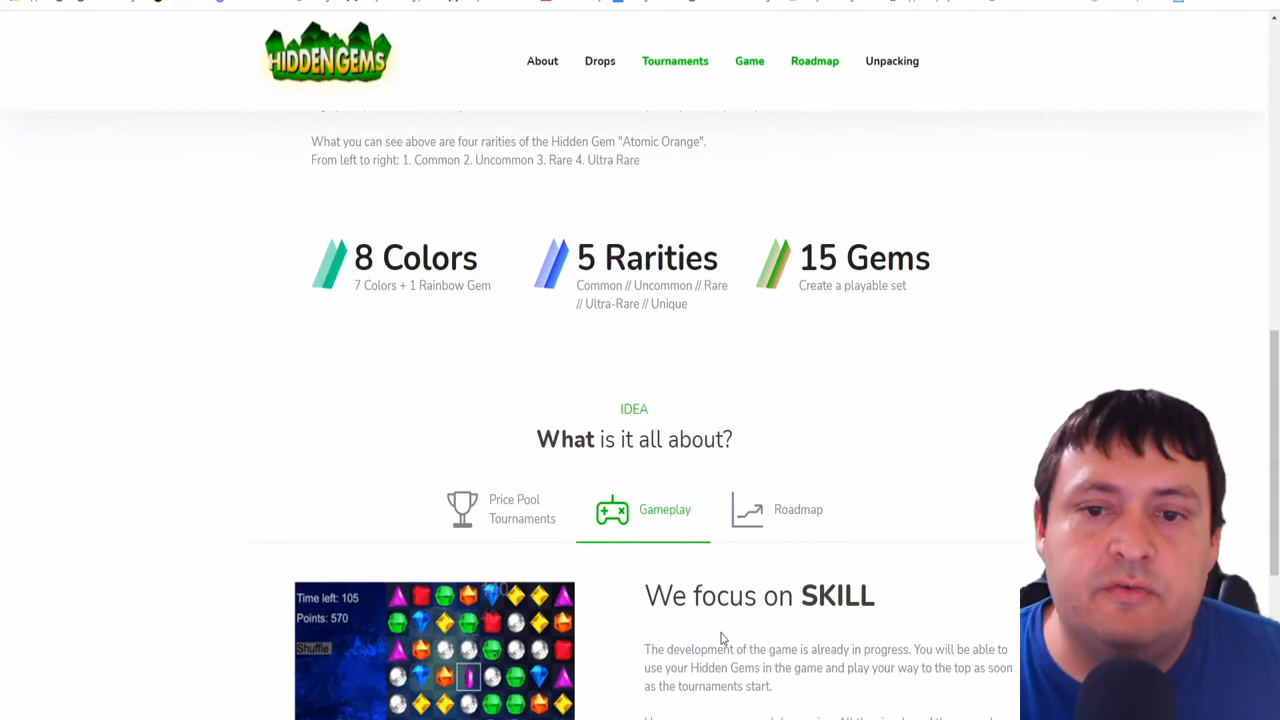 HIDDEN GEMS
About
Drops
Tournaments
Game
Roadmap
Unpacking
What you can see above are four rarities of the Hidden Gem "Atomic Orange".
From left to right: 1. Common 2. Uncommon 3. Rare 4. Ultra Rare
8 Colors
7 Colors + 1 Rainbow Gem
5 Rarities
Common // Uncommon // Rare
// Ultra-Rare // Unique
15 Gems
Create a playable set
IDEA
What is it all about?
Price Pool
Tournaments
Gameplay
Roadmap
Time left: 105
Points: 570
Shuffle
We focus on SKILL
The development of the game is already in progress. You will be able to
use your Hidden Gems in the game and play your way to the top as soon
as the tournaments start.